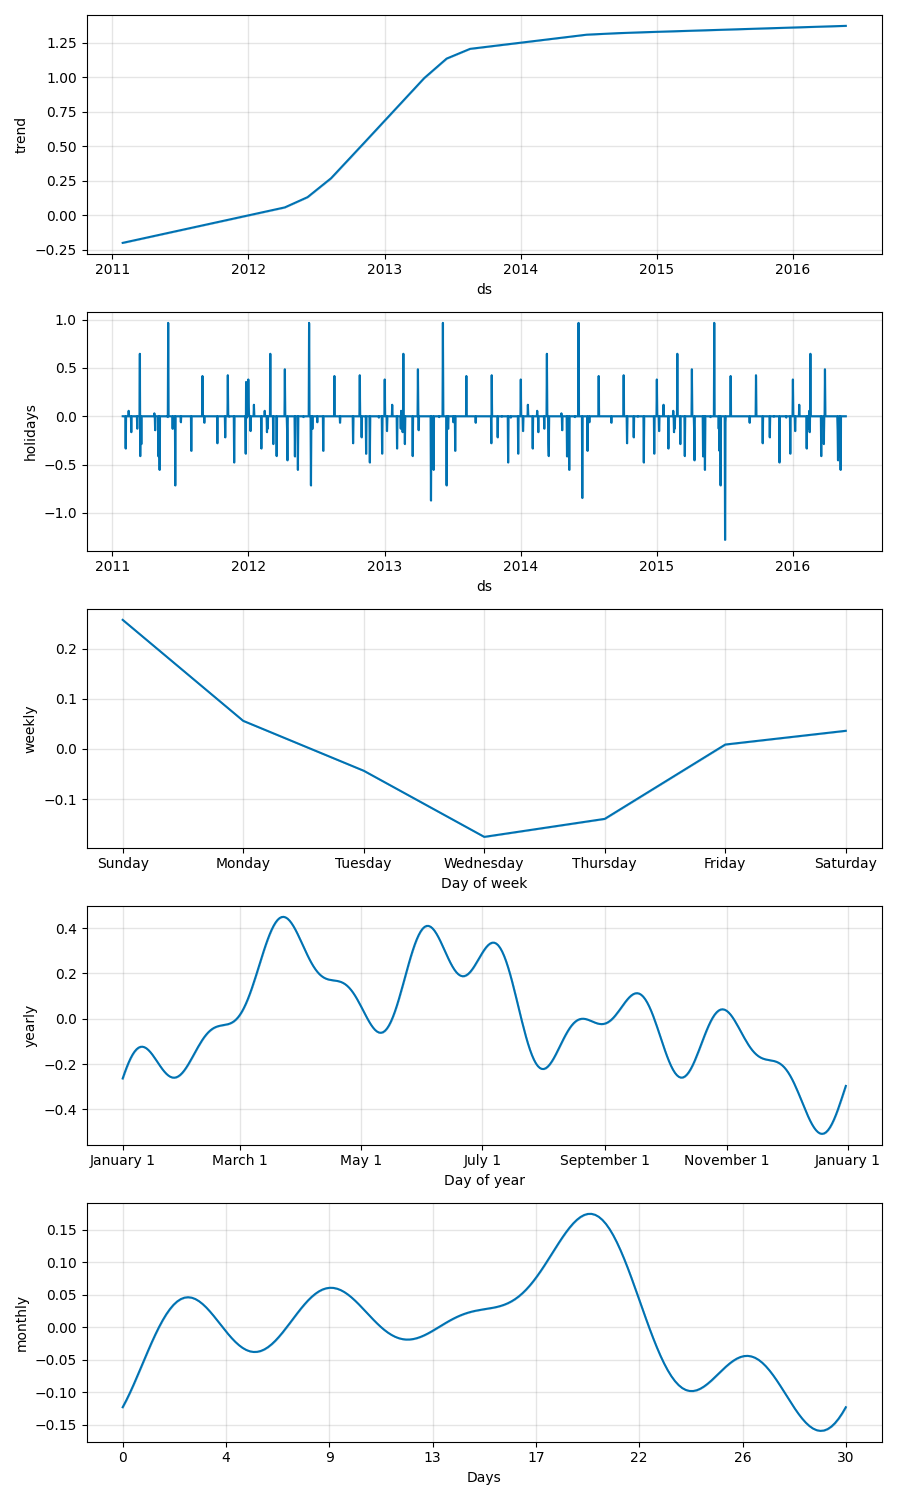 trend
1.25
1.00
0.75
0.50
0.25
0.00
−0.25
2011 2012 2013 2014 2015 2016
ds
holidays
1.0
0.5
0.0
−0.5
−1.0
2011 2012 2013 2014 2015 2016
ds
weekly
0.2
0.1
0.0
−0.1
Sunday Monday Tuesday Wednesday Thursday Friday Saturday
Day of week
yearly
0.4
0.2
0.0
−0.2
−0.4
January 1 March 1 May 1 July 1 September 1 November 1 January 1
Day of year
monthly
0.15
0.10
0.05
0.00
−0.05
−0.10
−0.15
0 4 9 13 17 22 26 30
Days